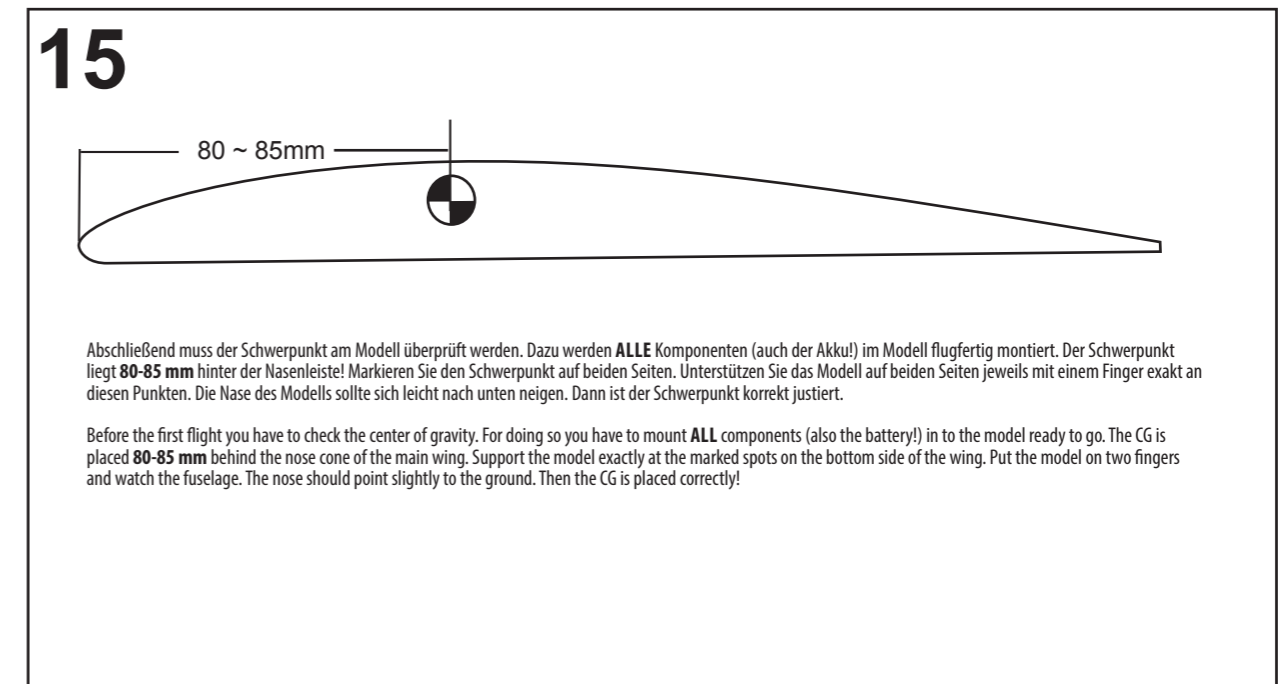 15
80 ~ 85mm
Abschließend muss der Schwerpunkt am Modell überprüft werden. Dazu werden ALLE Komponenten (auch der Akku!) im Modell flugfertig montiert. Der Schwerpunkt
liegt 80-85 mm hinter der Nasenleiste! Markieren Sie den Schwerpunkt auf beiden Seiten. Unterstützen Sie das Modell auf beiden Seiten jeweils mit einem Finger exakt an
diesen Punkten. Die Nase des Modells sollte sich leicht nach unten neigen. Dann ist der Schwerpunkt korrekt justiert.
Before the first flight you have to check the center of gravity. For doing so you have to mount ALL components (also the battery!) in to the model ready to go. The CG is
placed 80-85 mm behind the nose cone of the main wing. Support the model exactly at the marked spots on the bottom side of the wing. Put the model on two fingers
and watch the fuselage. The nose should point slightly to the ground. Then the CG is placed correctly!